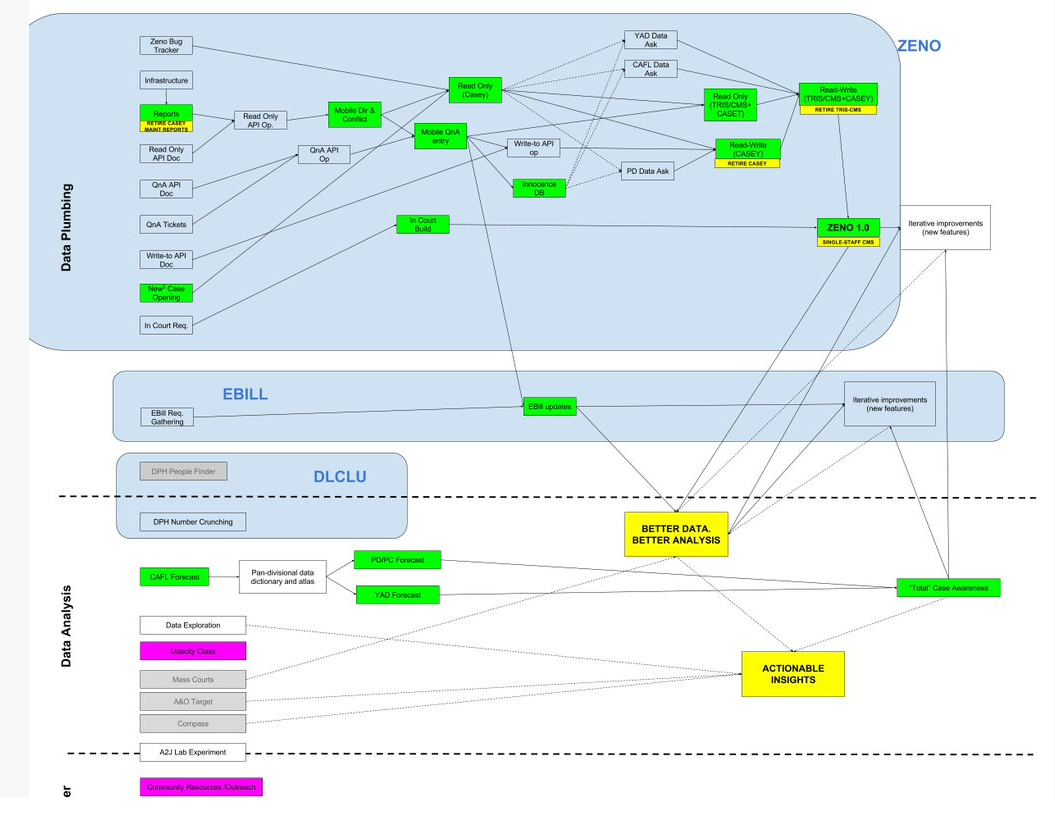 ZENO
Zeno Bug
Tracker
YAD Data
Ask
CAFL Data
Ask
Infrastructure
Reports
RETIRE CASEY
MAINT REPORTS
Read Only
API Op.
Mobile Dir &
Conflict
Read Only
(Casey)
Read Only
(TRIS/CMS+
CASET)
Read-Write
(TRIS/CMS+CASEY)
RETIRE TRIS-CMS
Read Only
API Doc
QnA API
Op
Mobile QnA
entry
Write-to API
op
Read-Write
(CASEY)
RETIRE CASEY
QnA API
Doc
Innocence
DB
PD Data Ask
QnA Tickets
In Court
Build
ZENO 1.0
SINGLE-STAFF CMS
Iterative improvements
(new features)
Write-to API
Doc
New² Case
Opening
In Court Req.
Data Plumbing
EBILL
EBill Req.
Gathering
EBill updates
Iterative improvements
(new features)
DPH People FInder
DLCLU
DPH Number Crunching
BETTER DATA.
BETTER ANALYSIS
CAFL Forecast
Pan-divisional data
dictionary and atlas
PD/PC Forecast
YAD Forecast
"Total" Case Awareness
Data Analysis
Data Exploration
Udacity Class
Mass Courts
A&O Target
Compass
ACTIONABLE
INSIGHTS
A2J Lab Experiment
Community Resources /Outreach
er